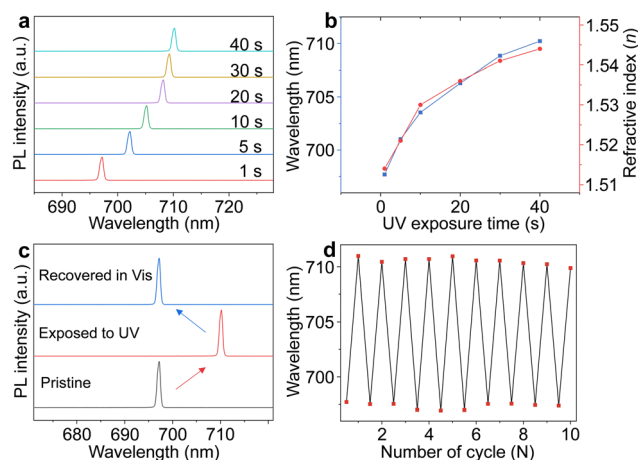 a
40 s
30 s
20 s
10 s
5 s
1 s
PL intensity (a.u.)
690 700 710 720
Wavelength (nm)
b
710
705
700
Wavelength (nm)
1.55
1.54
1.53
1.52
1.51
Refractive index (n)
0 10 20 30 40
UV exposure time (s)
c
Recovered in Vis
Exposed to UV
Pristine
PL intensity (a.u.)
680 690 700 710
Wavelength (nm)
d
710
705
700
Wavelength (nm)
2 4 6 8 10
Number of cycle (N)